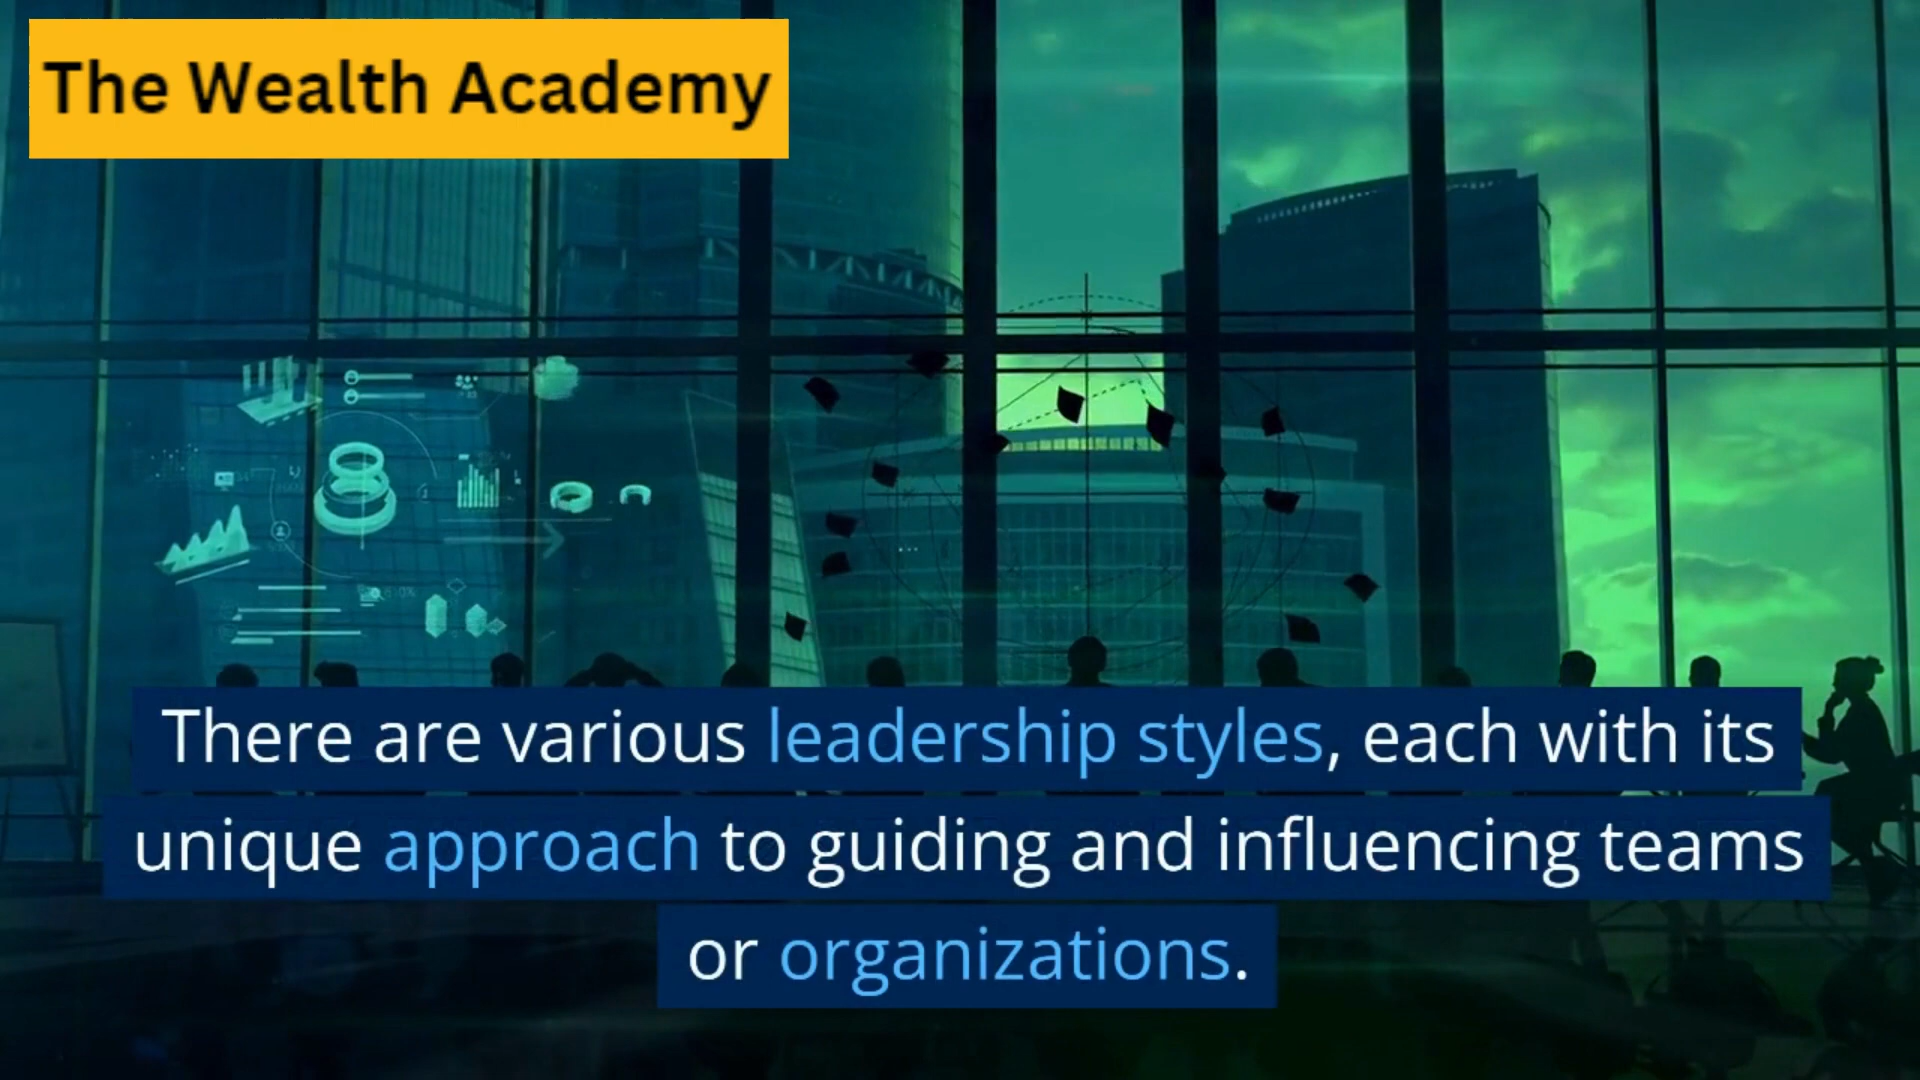 The Wealth Academy
There are various leadership styles, each with its
unique approach to guiding and influencing teams
or organizations.